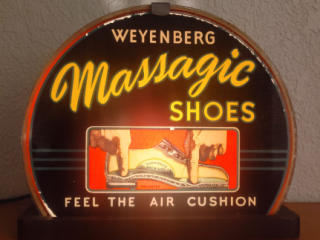 WEYENBERG
Massagic
SHOES
FEEL THE AIR CUSHION